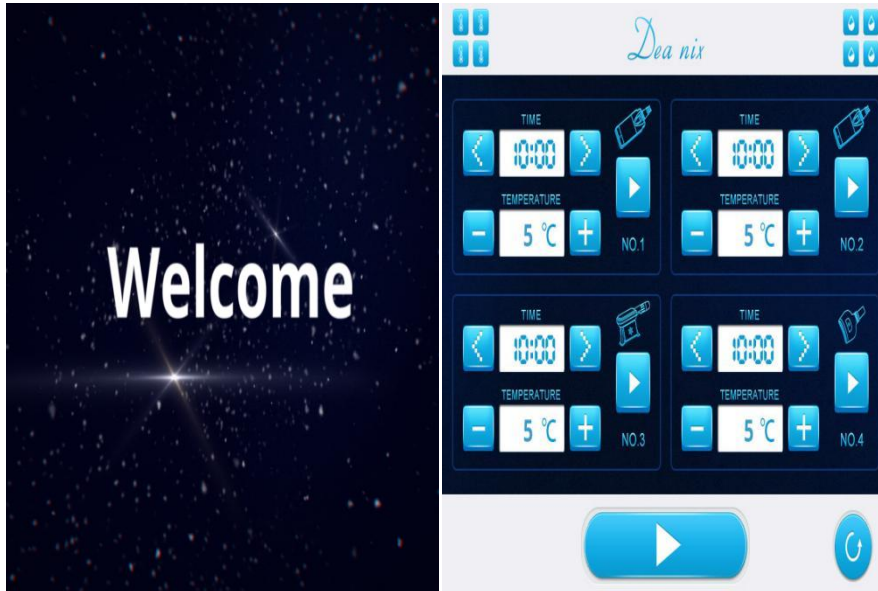 Welcome
Dea nix
TIME
10:00
TEMPERATURE
5 °C
NO.1
TIME
10:00
TEMPERATURE
5 °C
NO.2
TIME
10:00
TEMPERATURE
5 °C
NO.3
TIME
10:00
TEMPERATURE
5 °C
NO.4